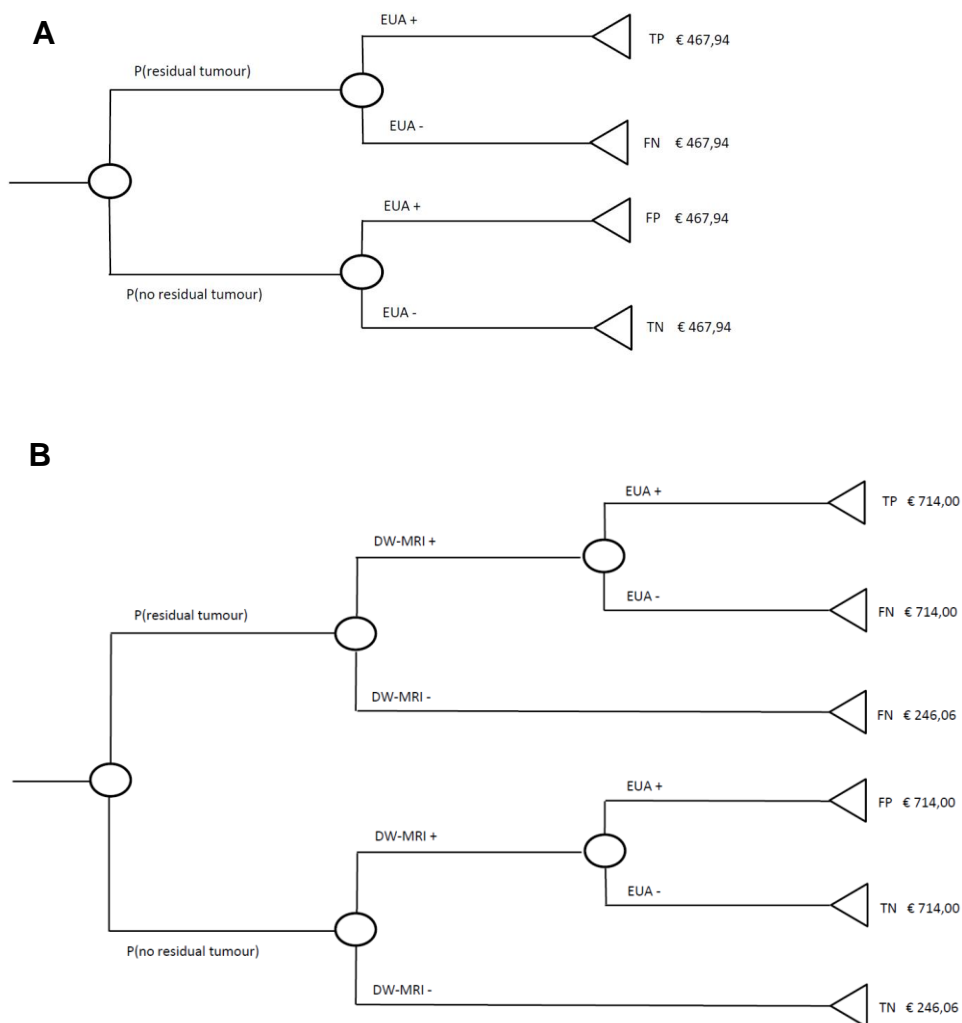 A
EUA +
TP € 467,94
P(residual tumour)
EUA -
FN € 467,94
EUA +
FP € 467,94
P(no residual tumour)
EUA -
TN € 467,94
B
EUA +
TP € 714,00
DW-MRI +
P(residual tumour)
EUA -
FN € 714,00
DW-MRI -
FN € 246,06
EUA +
FP € 714,00
DW-MRI +
EUA -
TN € 714,00
P(no residual tumour)
DW-MRI -
TN € 246,06